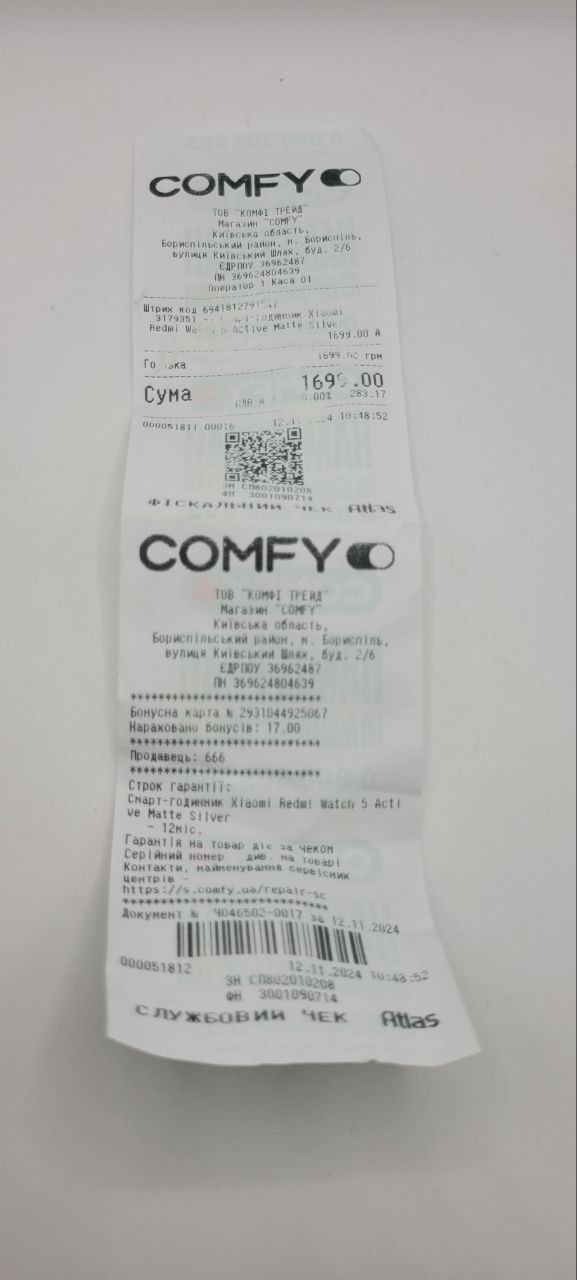 COMFY
ТОВ "КОМФІ ТРЕЙД"
Магазин "COMFY"
Київська область,
Бориспільський район, м. Бориспіль,
вулиця Київський Шлях, буд. 2/6
ЄДРПОУ 36962487
ПН 369624804639
Оператор 1 Каса 01
Штрих код
3179351 Xiaomi
Redmi Active Matte Silver
1699.00 А
1699.00 грн
Сума 1699.00
283.17
000051811 00016 10:48:52
ЗН СП802010208
ФН 3001090714
ФІСКАЛЬНИЙ ЧЕК Atlas
COMFY
ТОВ "КОМФІ ТРЕЙД"
Магазин "COMFY"
Київська область,
Бориспільський район, м. Бориспіль,
вулиця Київський Шлях, буд. 2/6
ЄДРПОУ 36962487
ПН 369624804639
******************************
Бонусна карта № 2931044925067
Нараховано бонусів: 17.00
******************************
Продавець: 666
******************************
Строк гарантії:
Смарт-годинник Xiaomi Redmi Watch 5 Acti
ve Matte Silver
- 12міс.
Гарантія на товар діє за чеком
Серійний номер див. на товарі
Контакти, найменування сервісних
центрів -
https://s.comfy.ua/repair-sc
******************************
Документ № Ч046502-0017 за 12.11.2024
000051812 12.11.2024 10:48:52
ЗН СП802010208
ФН 3001090714
СЛУЖБОВИЙ ЧЕК Atlas